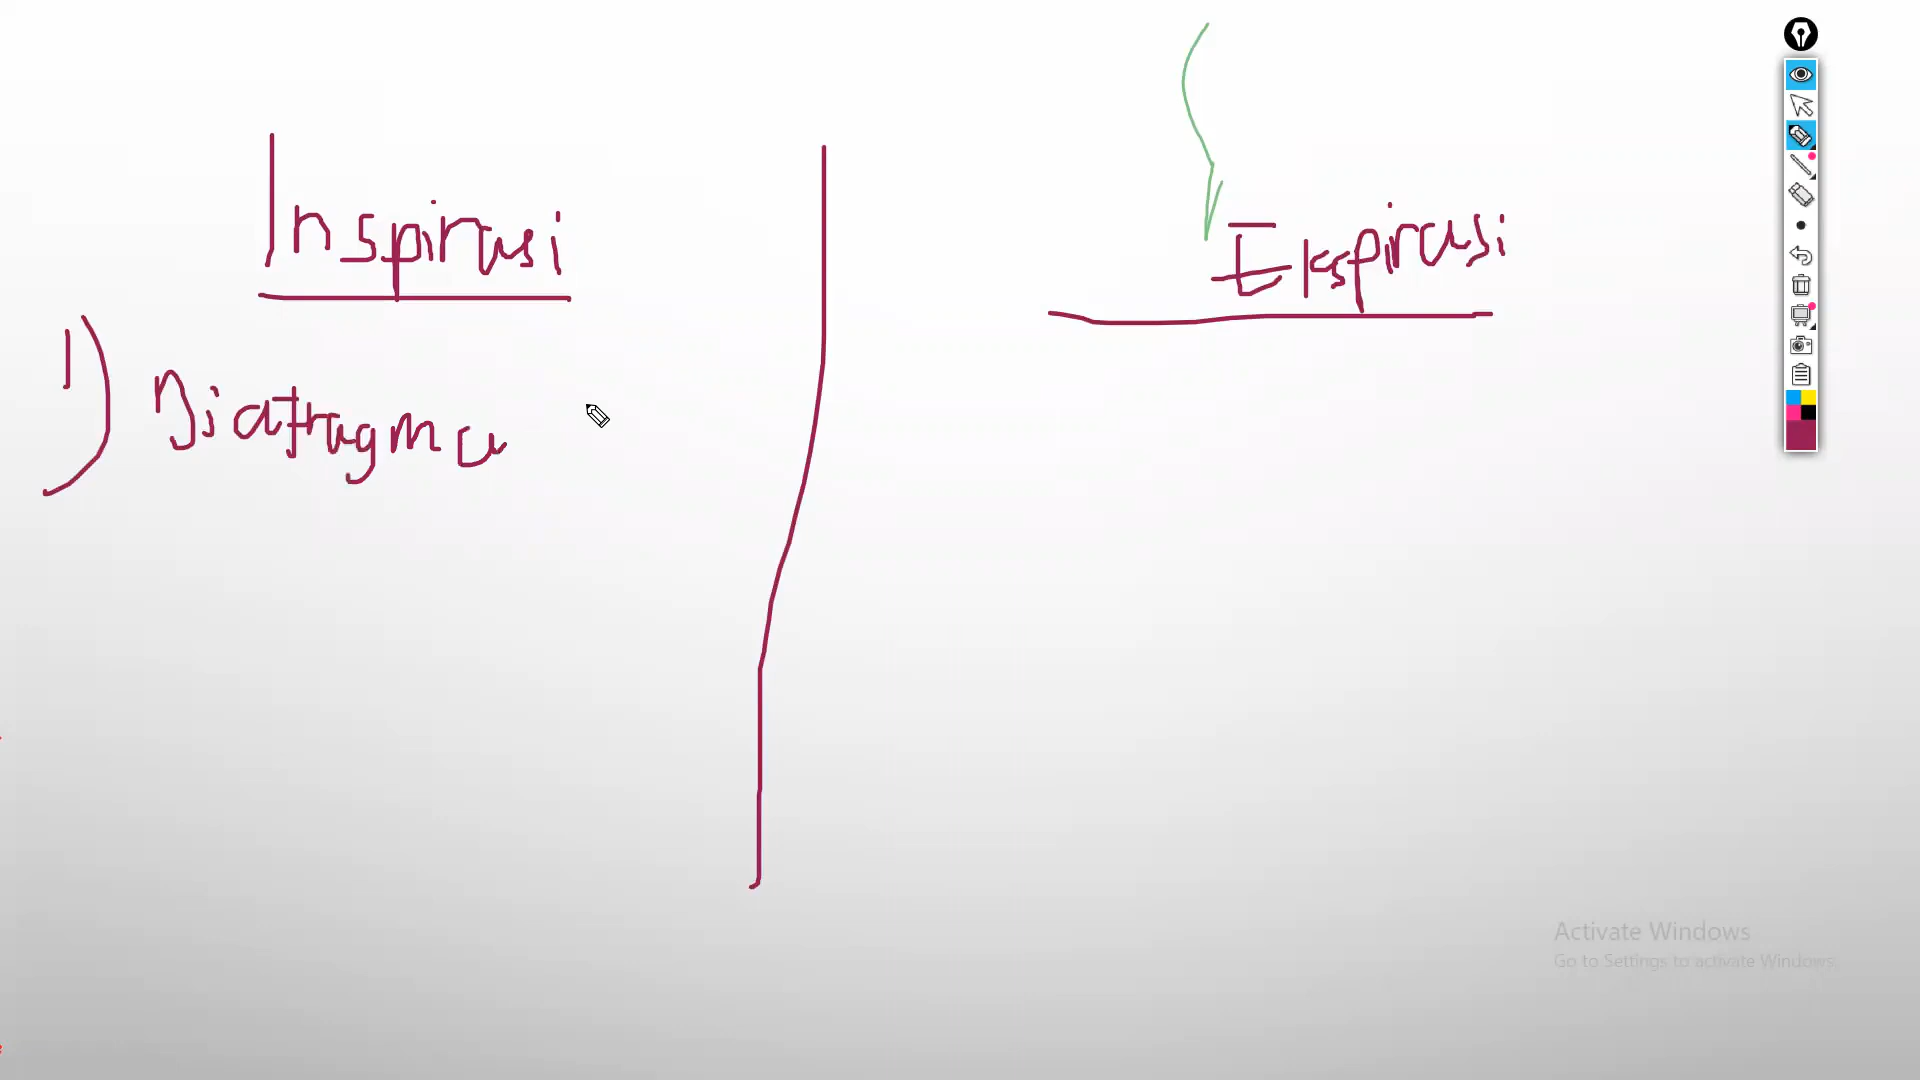 Inspirasi
Ekspirasi
1) Diafragma
Activate Windows
Go to Settings to activate Windows.